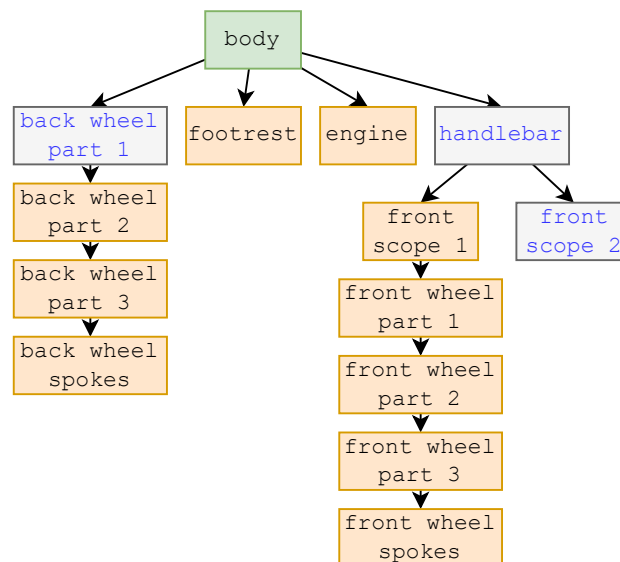 body
back wheel
part 1
footrest
engine
handlebar
back wheel
part 2
front
scope 1
front
scope 2
back wheel
part 3
front wheel
part 1
back wheel
spokes
front wheel
part 2
front wheel
part 3
front wheel
spokes